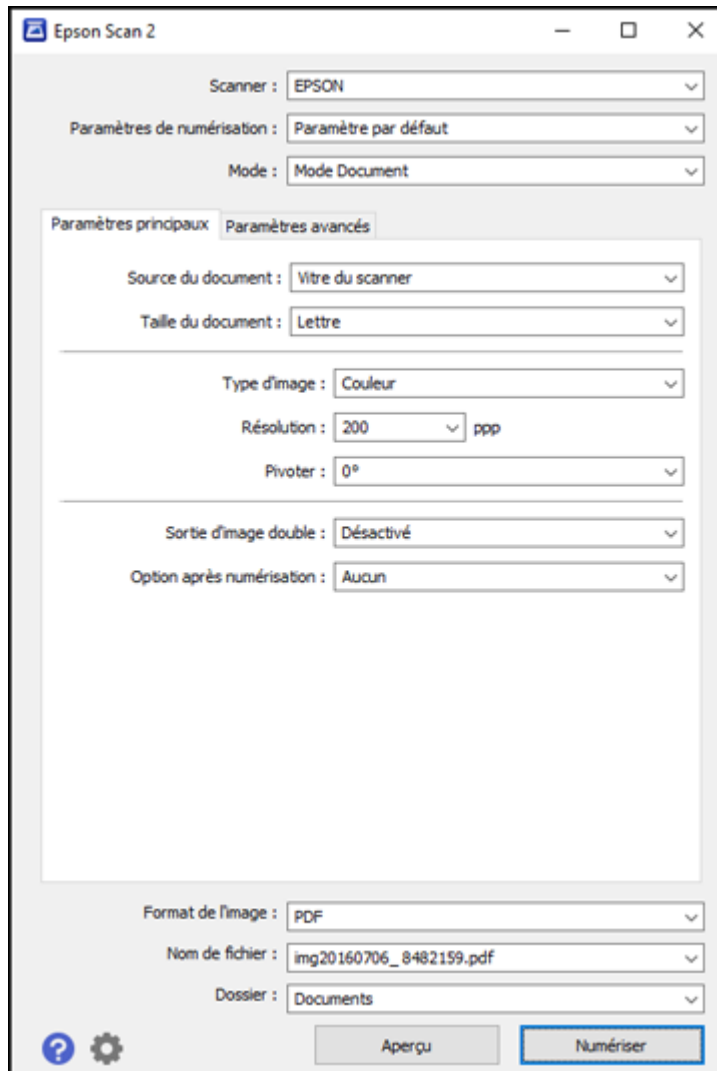 Epson Scan 2
Scanner : EPSON
Paramètres de numérisation : Paramètre par défaut
Mode : Mode Document
Paramètres principaux Paramètres avancés
Source du document : Vitre du scanner
Taille du document : Lettre
Type d'image : Couleur
Résolution : 200 ppp
Pivoter : 0°
Sortie d'image double : Désactivé
Option après numérisation : Aucun
Format de l'image : PDF
Nom de fichier : img20160706_8482159.pdf
Dossier : Documents
? Aperçu Numériser